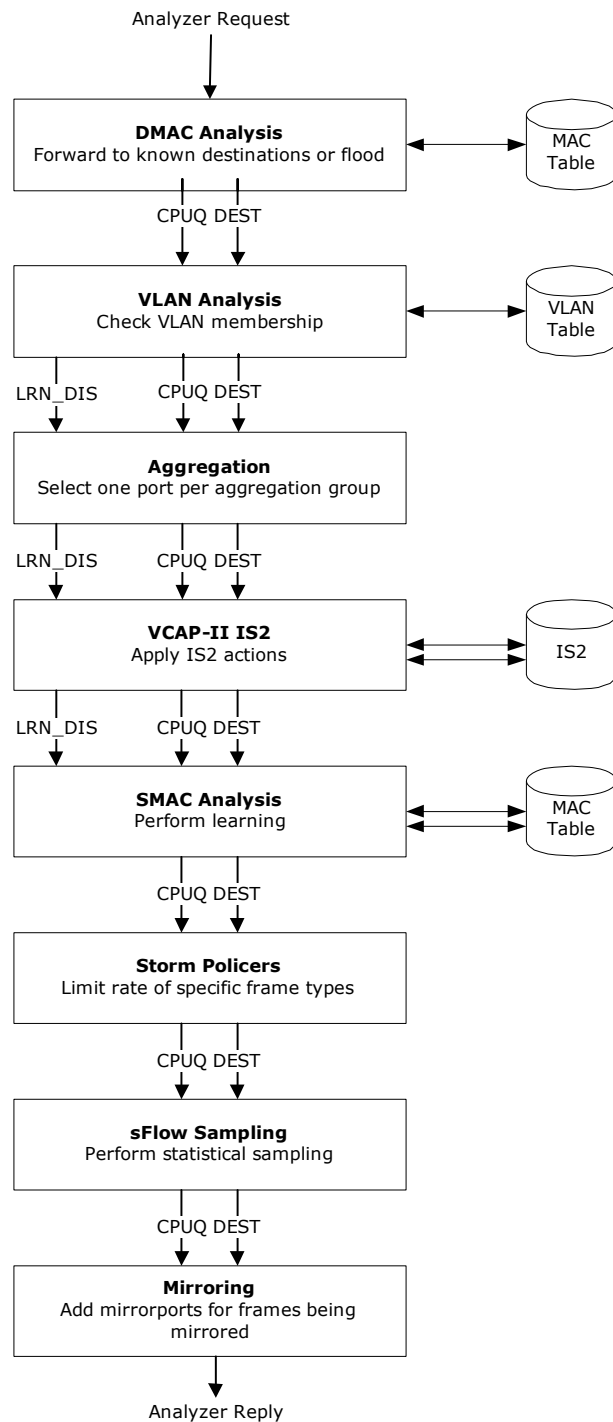 Analyzer Request
DMAC Analysis
Forward to known destinations or flood
MAC
Table
CPUQ DEST
VLAN Analysis
Check VLAN membership
VLAN
Table
LRN_DIS
CPUQ DEST
Aggregation
Select one port per aggregation group
LRN_DIS
CPUQ DEST
VCAP-II IS2
Apply IS2 actions
IS2
LRN_DIS
CPUQ DEST
SMAC Analysis
Perform learning
MAC
Table
CPUQ DEST
Storm Policers
Limit rate of specific frame types
CPUQ DEST
sFlow Sampling
Perform statistical sampling
CPUQ DEST
Mirroring
Add mirrorports for frames being
mirrored
Analyzer Reply